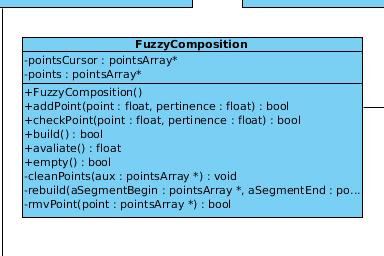 FuzzyComposition
-pointsCursor : pointsArray*
-points : pointsArray*
+FuzzyComposition()
+addPoint(point : float, pertinence : float) : bool
+checkPoint(point : float, pertinence : float) : bool
+build() : bool
+avaliate() : float
+empty() : bool
-cleanPoints(aux : pointsArray *) : void
-rebuild(aSegmentBegin : pointsArray *, aSegmentEnd : po...
-rmvPoint(point : pointsArray *) : bool